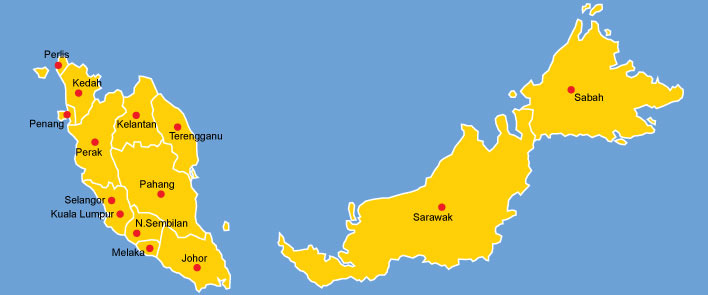 Perlis
Kedah
Penang
Kelantan
Terengganu
Perak
Pahang
Selangor
Kuala Lumpur
N.Sembilan
Melaka
Johor
Sabah
Sarawak